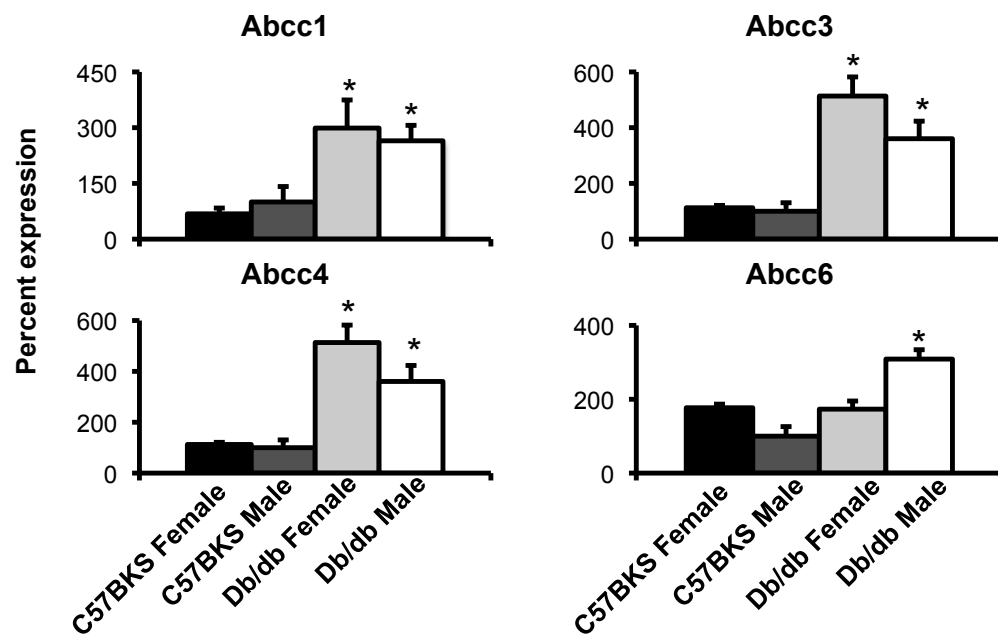 Abcc1
450
300
150
0
*
*
Abcc3
600
400
200
0
*
*
Percent expression
Abcc4
600
400
200
0
*
*
C57BKS Female
C57BKS Male
Db/db Female
Db/db Male
Abcc6
400
200
0
*
C57BKS Female
C57BKS Male
Db/db Female
Db/db Male